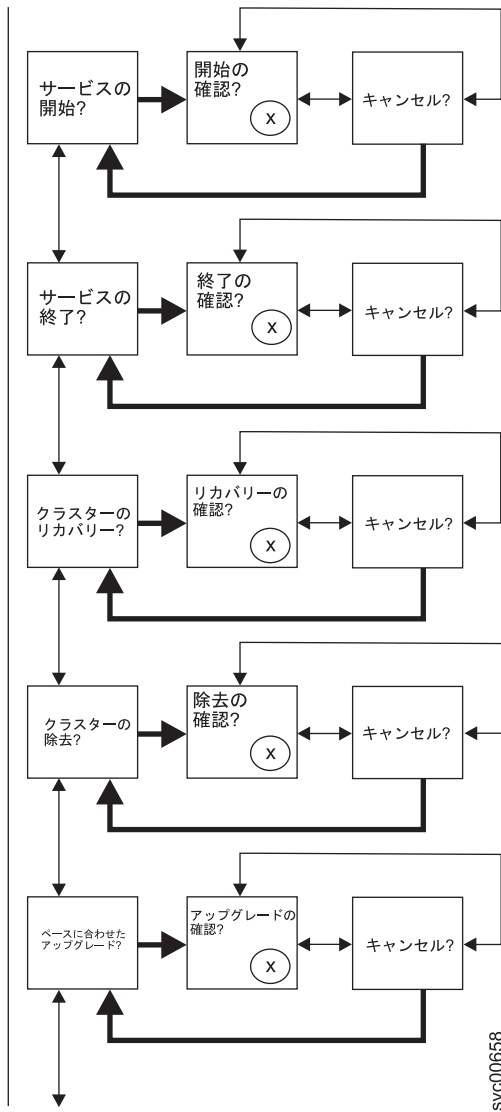 サービスの
開始?
開始の
確認?
x
キャンセル?
サービスの
終了?
終了の
確認?
x
キャンセル?
クラスターの
リカバリー?
リカバリーの
確認?
x
キャンセル?
クラスターの
除去?
除去の
確認?
x
キャンセル?
ペースに合わせた
アップグレード?
アップグレードの
確認?
x
キャンセル?
svc00658